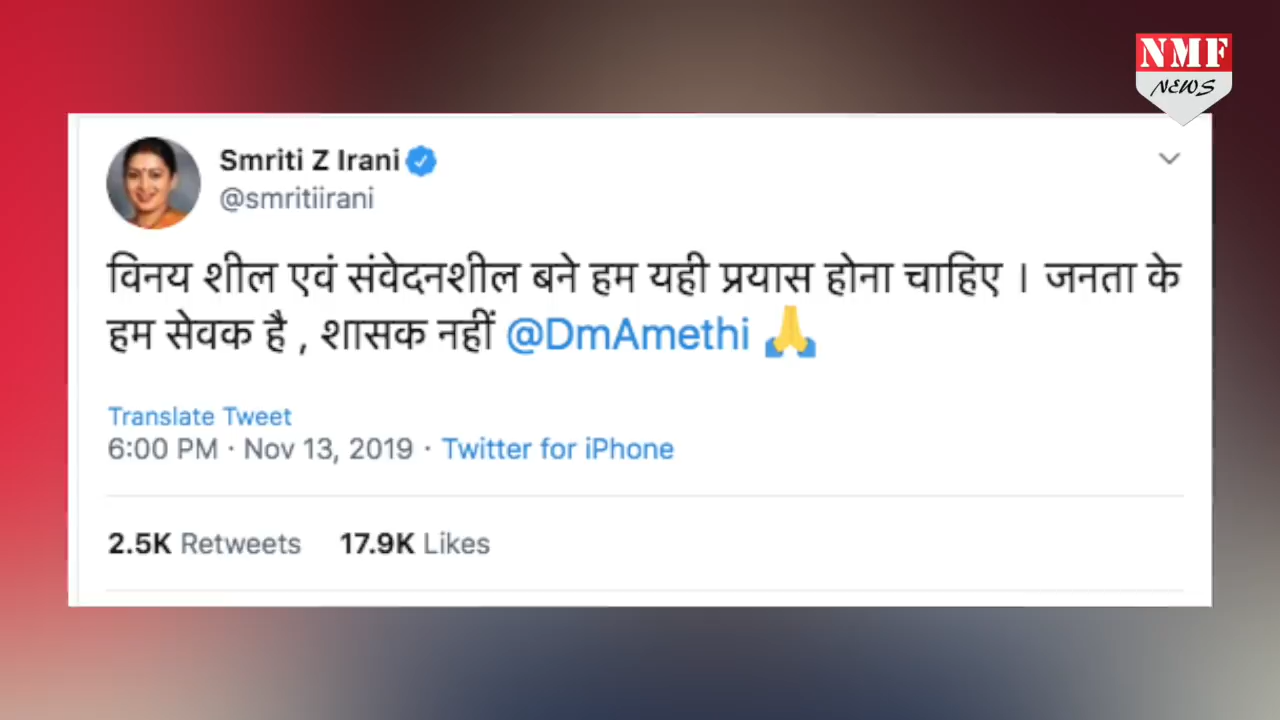 NMF
NEWS
Smriti Z Irani
@smritiirani
विनय शील एवं संवेदनशील बने हम यही प्रयास होना चाहिए । जनता के
हम सेवक है , शासक नहीं @DmAmethi 🙏
Translate Tweet
6:00 PM · Nov 13, 2019 · Twitter for iPhone
2.5K Retweets 17.9K Likes